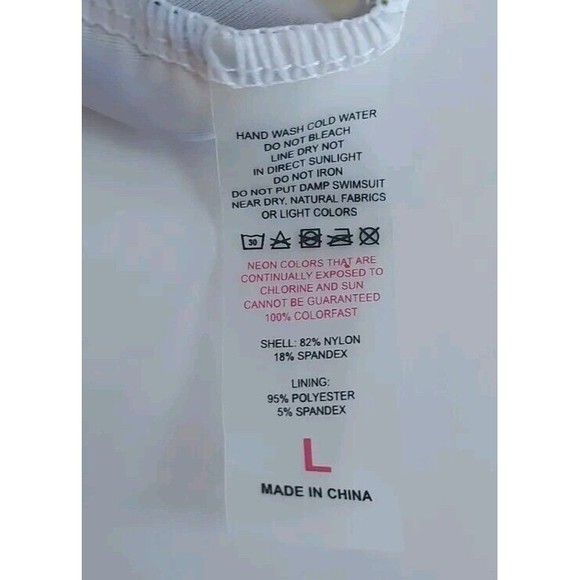 HAND WASH COLD WATER
DO NOT BLEACH
LINE DRY NOT
IN DIRECT SUNLIGHT
DO NOT IRON
DO NOT PUT DAMP SWIMSUIT
NEAR DRY, NATURAL FABRICS
OR LIGHT COLORS
30
NEON COLORS THAT ARE
CONTINUALLY EXPOSED TO
CHLORINE AND SUN
CANNOT BE GUARANTEED
100% COLORFAST
SHELL: 82% NYLON
18% SPANDEX
LINING:
95% POLYESTER
5% SPANDEX
L
MADE IN CHINA